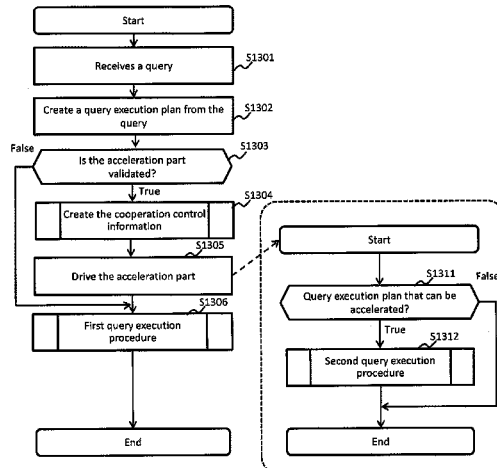 Start
Receives a query
S1301
Create a query execution plan from the
query
S1302
False
Is the acceleration part
validated?
S1303
True
S1304
Create the cooperation control
information
S1305
Drive the acceleration part
S1306
First query execution
procedure
End
Start
S1311
False
Query execution plan that can be
accelerated?
True
S1312
Second query execution
procedure
End